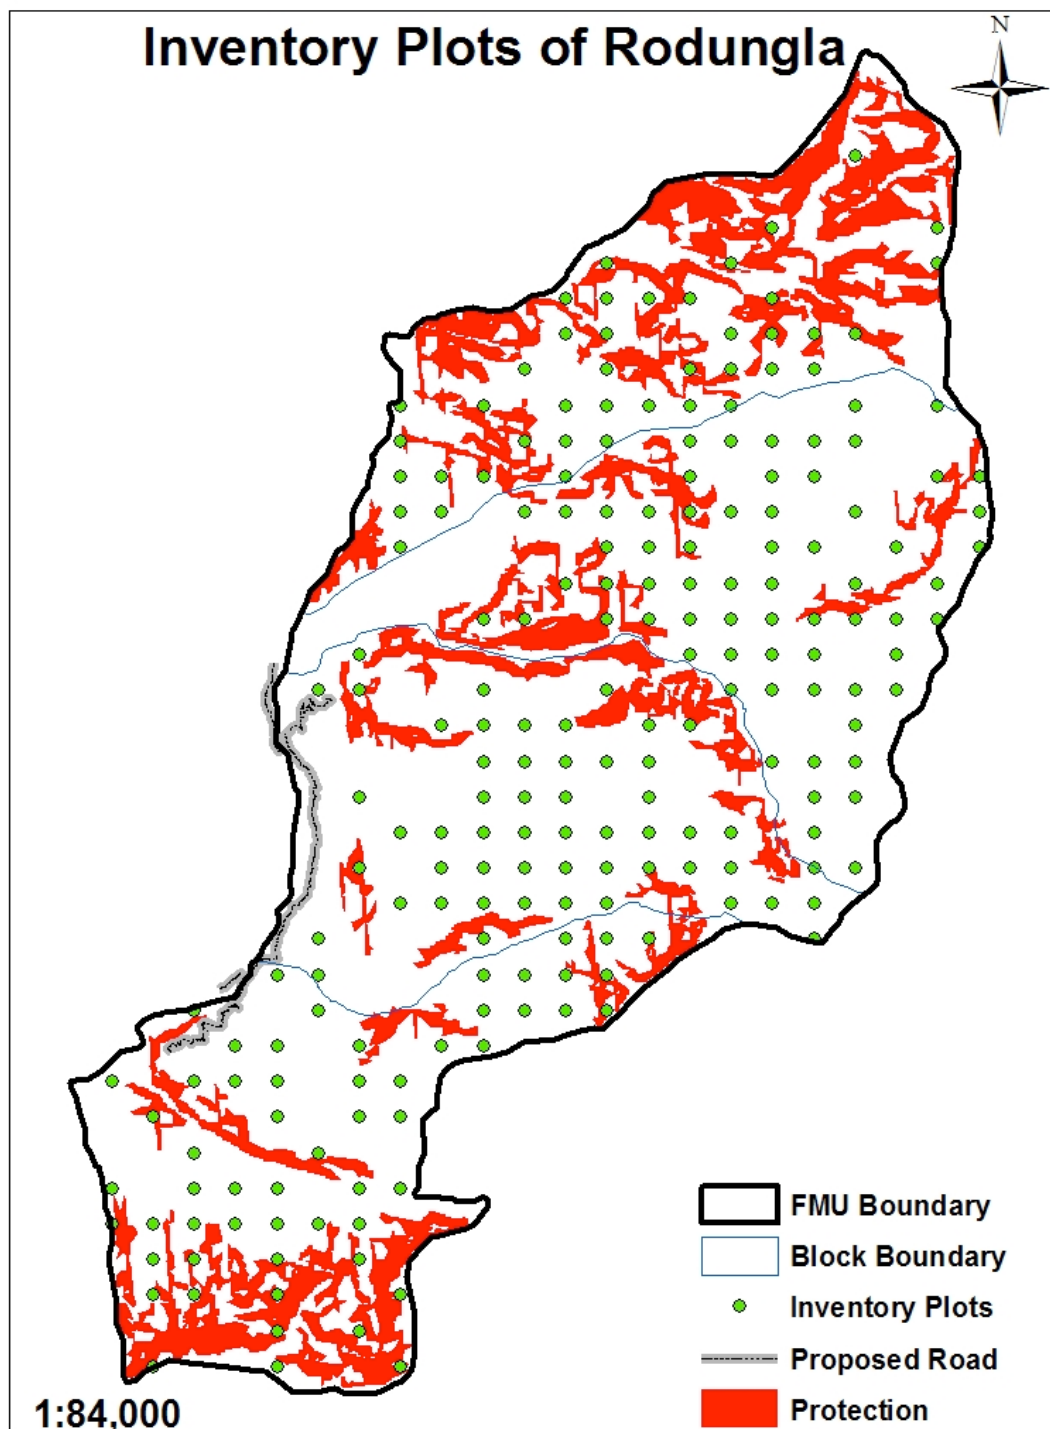 Inventory Plots of Rodungla
N
FMU Boundary
Block Boundary
Inventory Plots
Proposed Road
Protection
1:84,000